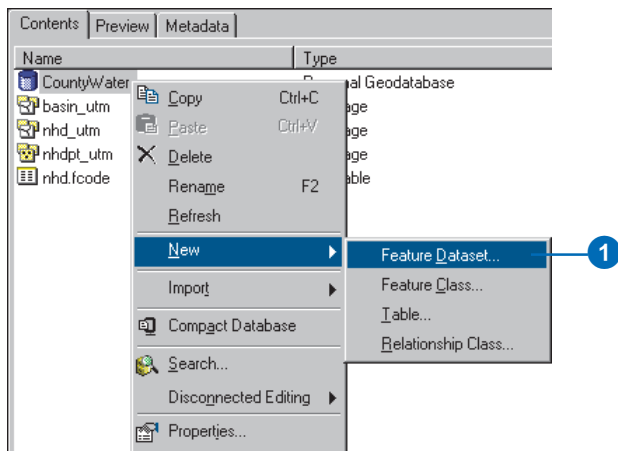 Contents Preview Metadata
Name Type
CountyWater nal Geodatabase
basin_utm age
nhd_utm age
nhdpt_utm age
nhd.fcode able
Copy Ctrl+C
Paste Ctrl+V
Delete
Rename F2
Refresh
New
Import
Compact Database
Search...
Disconnected Editing
Properties...
Feature Dataset... 1
Feature Class...
Table...
Relationship Class...